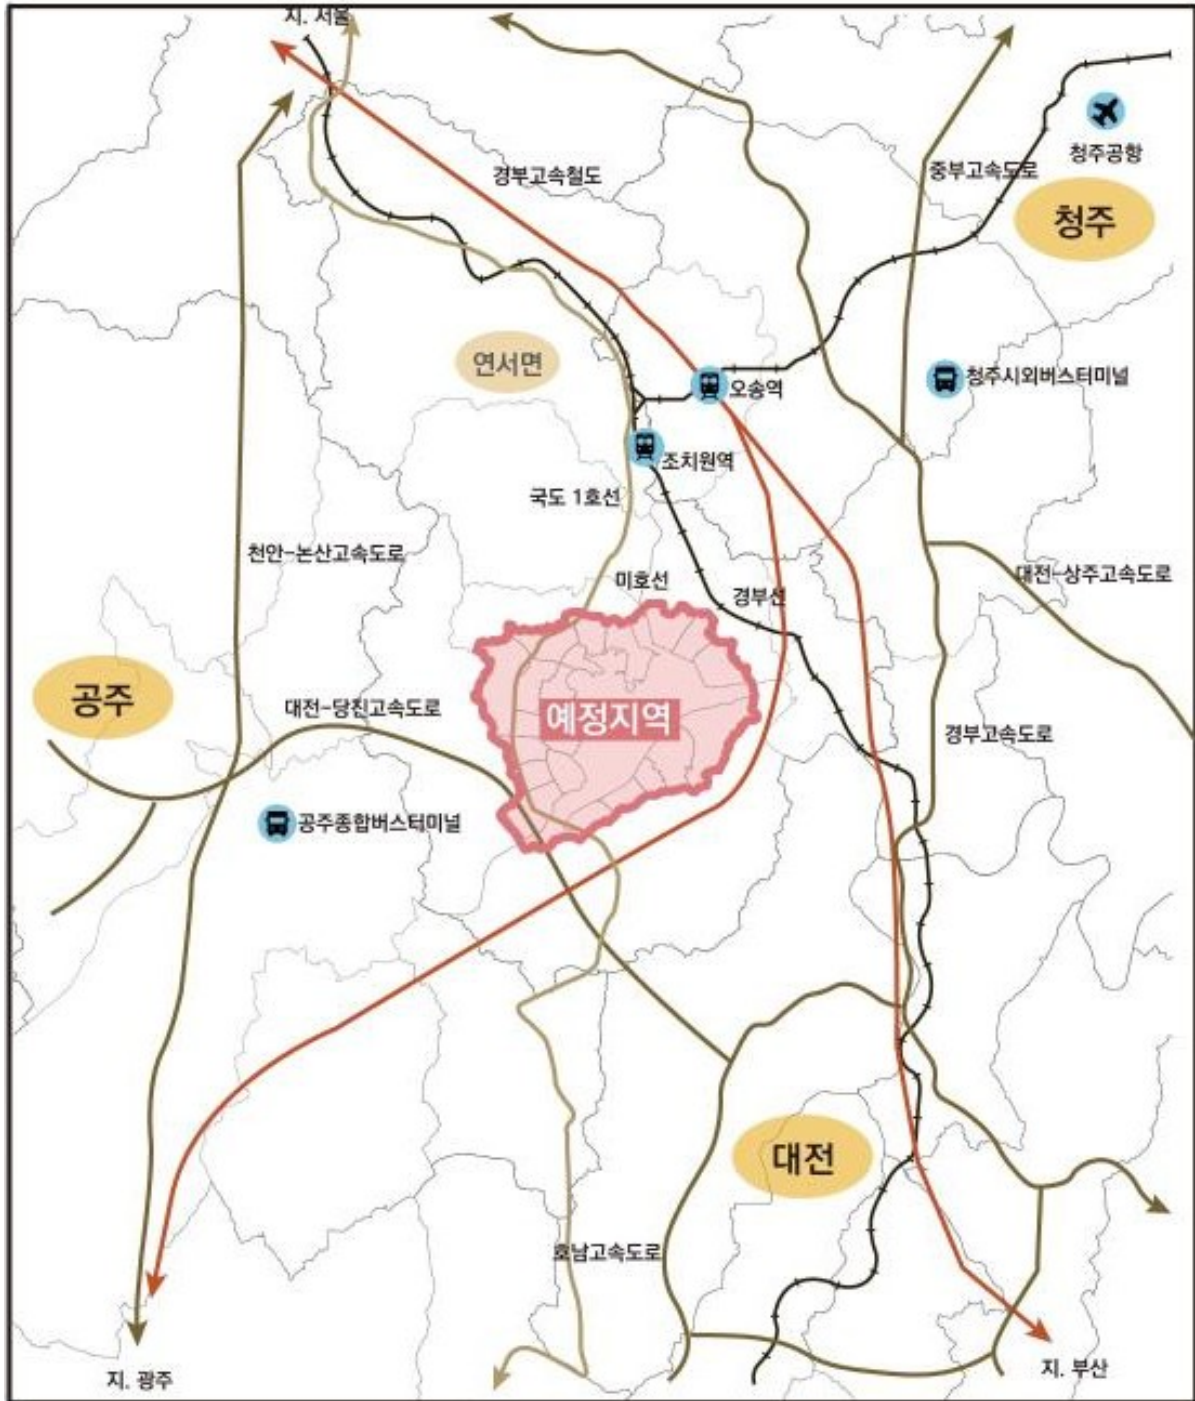 지. 서울
경부고속철도
중부고속도로
청주공항
청주
연서면
오송역
청주시외버스터미널
조치원역
국도 1호선
천안-논산고속도로
미호선
경부선
대전-상주고속도로
공주
대전-당진고속도로
예정지역
경부고속도로
공주종합버스터미널
대전
호남고속도로
지. 광주
지. 부산